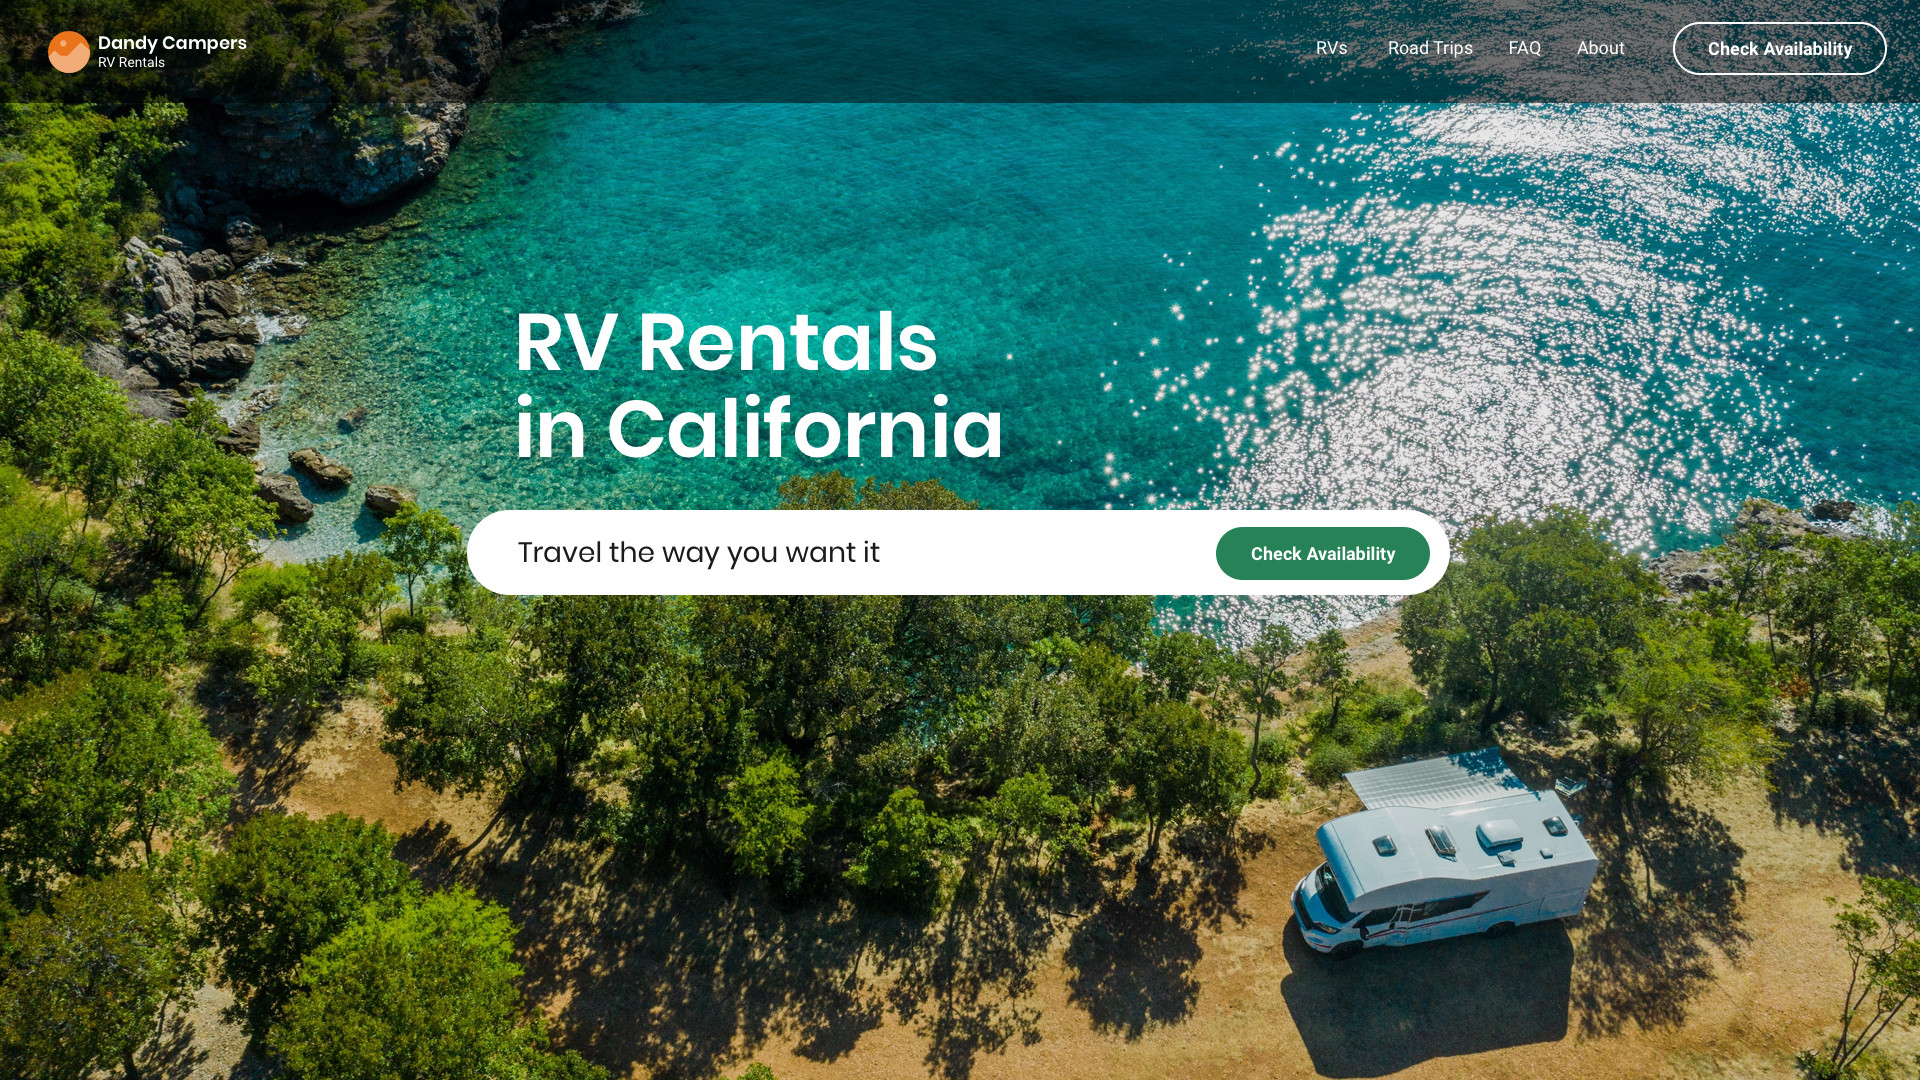 Dandy Campers
RV Rentals
RVs
Road Trips
FAQ
About
Check Availability
RV Rentals
in California
Travel the way you want it
Check Availability